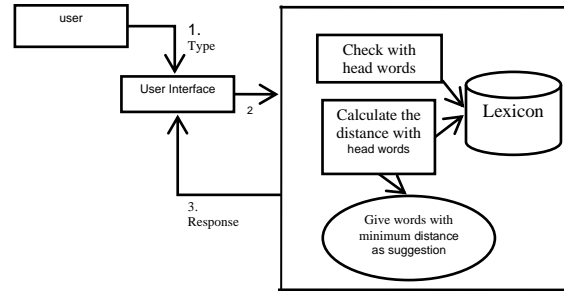 user
1.
Type
User Interface
2
3.
Response
Check with
head words
Calculate the
distance with
head words
Lexicon
Give words with
minimum distance
as suggestion